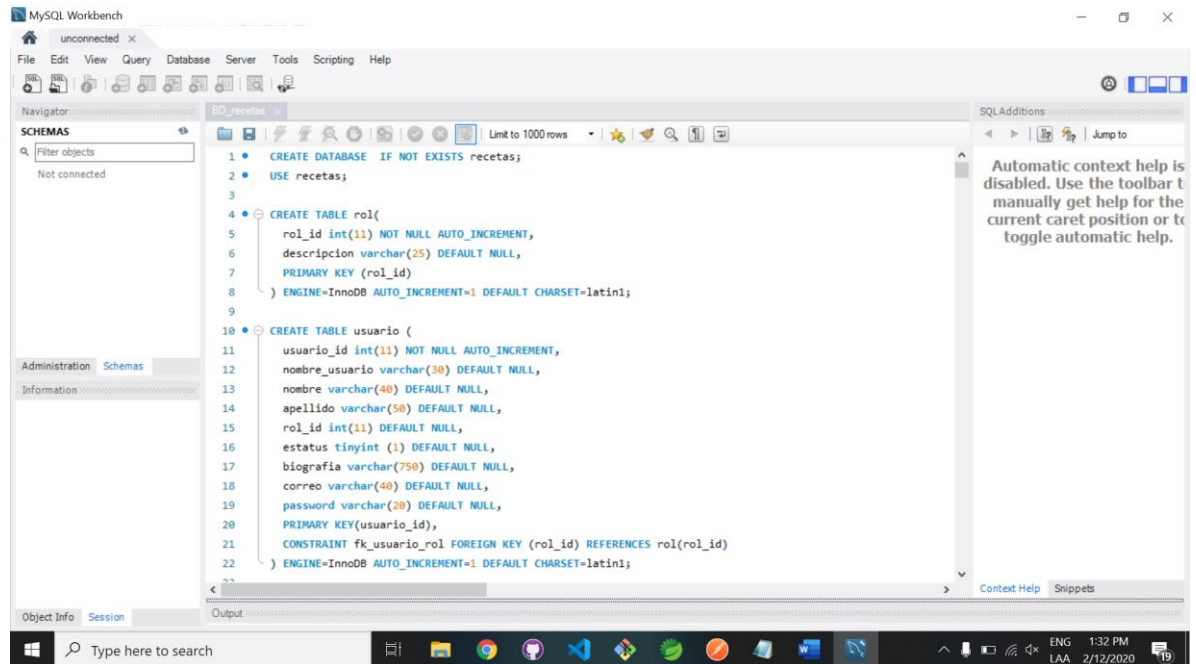 MySQL Workbench
unconnected ×
File Edit View Query Database Server Tools Scripting Help
Navigator
SCHEMAS
Filter objects
Not connected
Administration Schemas
Information
Object Info Session
BD_recetas ×
Limit to 1000 rows
1 CREATE DATABASE  IF NOT EXISTS recetas;
2 USE recetas;
3
4 CREATE TABLE rol(
5 rol_id int(11) NOT NULL AUTO_INCREMENT,
6 descripcion varchar(25) DEFAULT NULL,
7 PRIMARY KEY (rol_id)
8 ) ENGINE=InnoDB AUTO_INCREMENT=1 DEFAULT CHARSET=latin1;
9
10 CREATE TABLE usuario (
11 usuario_id int(11) NOT NULL AUTO_INCREMENT,
12 nombre_usuario varchar(30) DEFAULT NULL,
13 nombre varchar(40) DEFAULT NULL,
14 apellido varchar(50) DEFAULT NULL,
15 rol_id int(11) DEFAULT NULL,
16 estatus tinyint (1) DEFAULT NULL,
17 biografia varchar(750) DEFAULT NULL,
18 correo varchar(40) DEFAULT NULL,
19 password varchar(20) DEFAULT NULL,
20 PRIMARY KEY(usuario_id),
21 CONSTRAINT fk_usuario_rol FOREIGN KEY (rol_id) REFERENCES rol(rol_id)
22 ) ENGINE=InnoDB AUTO_INCREMENT=1 DEFAULT CHARSET=latin1;
Output
SQLAdditions
Jump to
Automatic context help is
disabled. Use the toolbar t
manually get help for the
current caret position or to
toggle automatic help.
Context Help Snippets
Type here to search
ENG 1:32 PM
LAA 2/12/2020
19